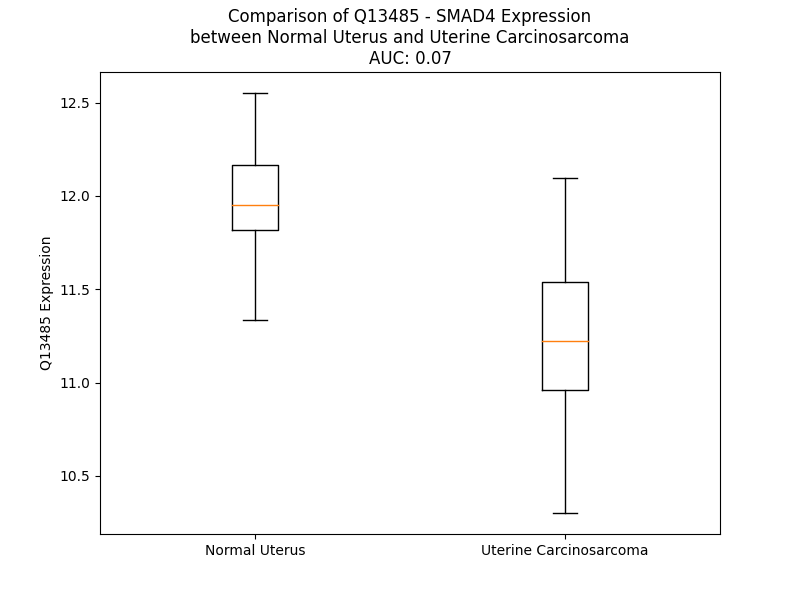 Comparison of Q13485 - SMAD4 Expression
between Normal Uterus and Uterine Carcinosarcoma
AUC: 0.07
12.5
12.0
11.5
11.0
10.5
Q13485 Expression
Normal Uterus
Uterine Carcinosarcoma